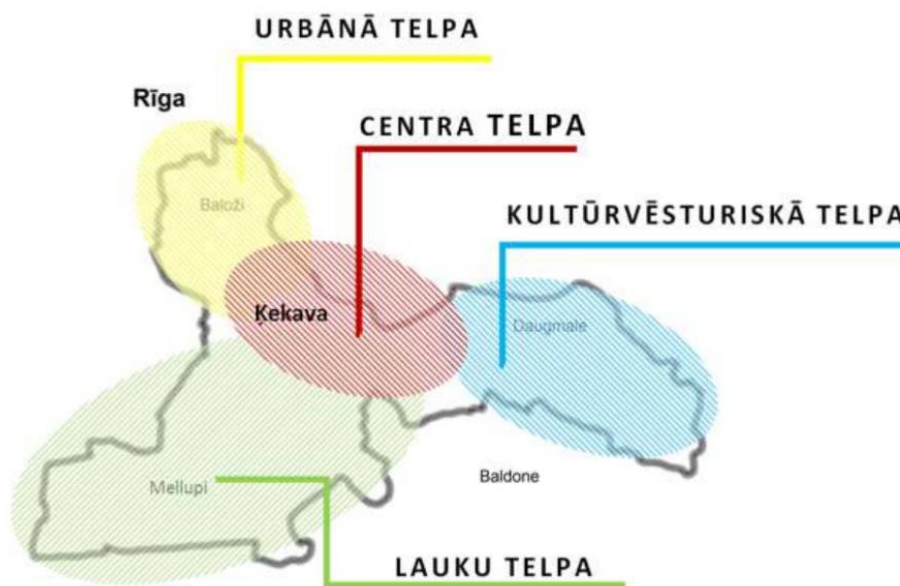 URBĀNĀ TELPA
Rīga
CENTRA TELPA
Baloži
KULTŪRVĒSTURISKĀ TELPA
Ķekava
Daugmale
Baldone
Mellupi
LAUKU TELPA